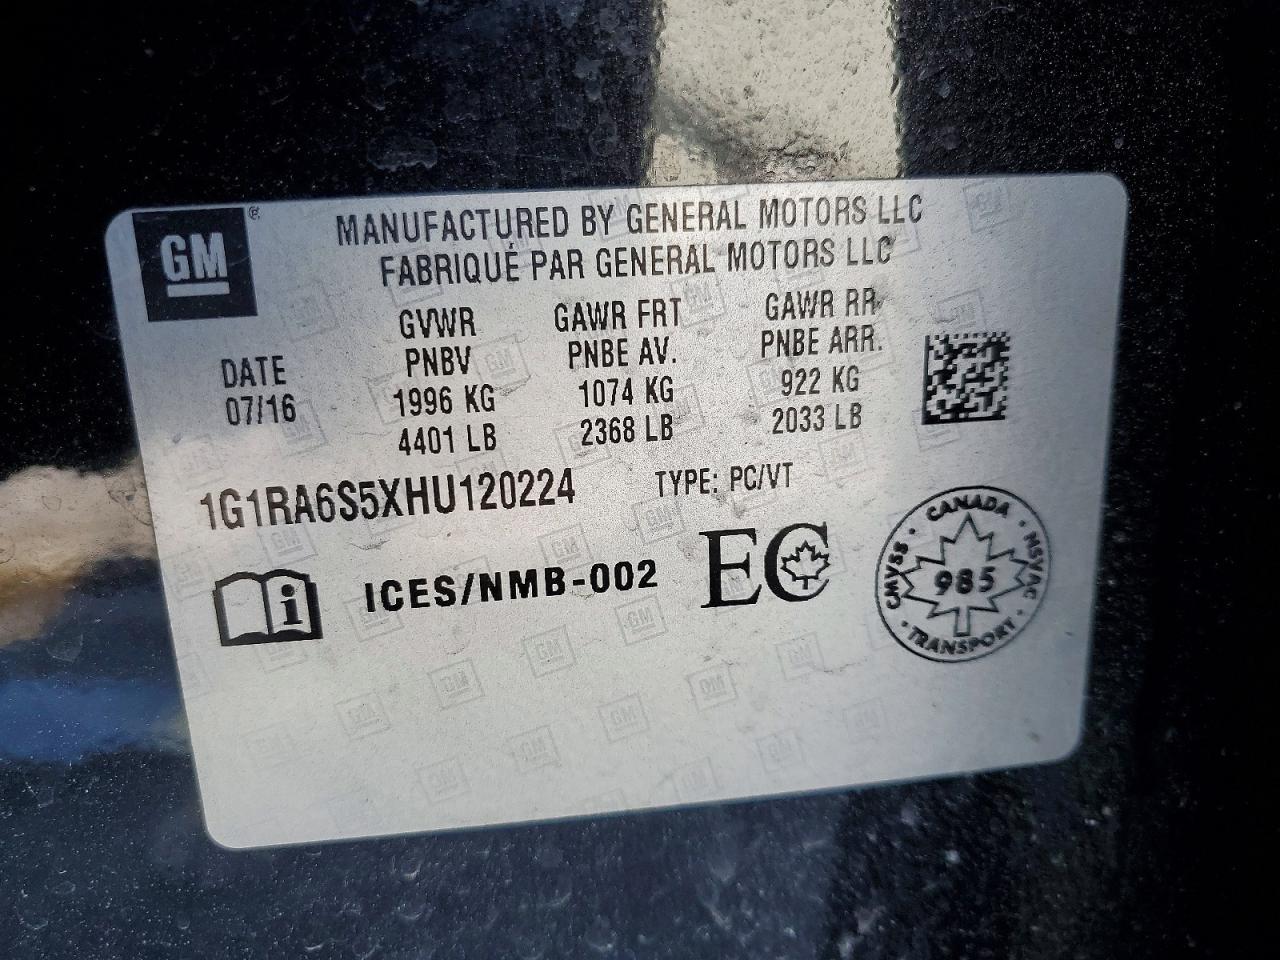 GM
MANUFACTURED BY GENERAL MOTORS LLC
FABRIQUÉ PAR GENERAL MOTORS LLC
DATE
07/16
GVWR
PNBV
1996 KG
4401 LB
GAWR FRT
PNBE AV.
1074 KG
2368 LB
GAWR RR
PNBE ARR.
922 KG
2033 LB
1G1RA6S5XHU120224
TYPE: PC/VT
i
ICES/NMB-002
EC
CANADA
CMVSS · NSVAC
985
TRANSPORT